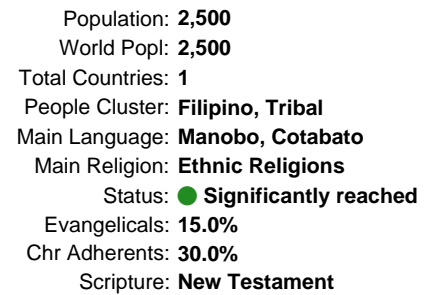 Population: 2,500
World Popl: 2,500
Total Countries: 1
People Cluster: Filipino, Tribal
Main Language: Manobo, Cotabato
Main Religion: Ethnic Religions
Status: Significantly reached
Evangelicals: 15.0%
Chr Adherents: 30.0%
Scripture: New Testament